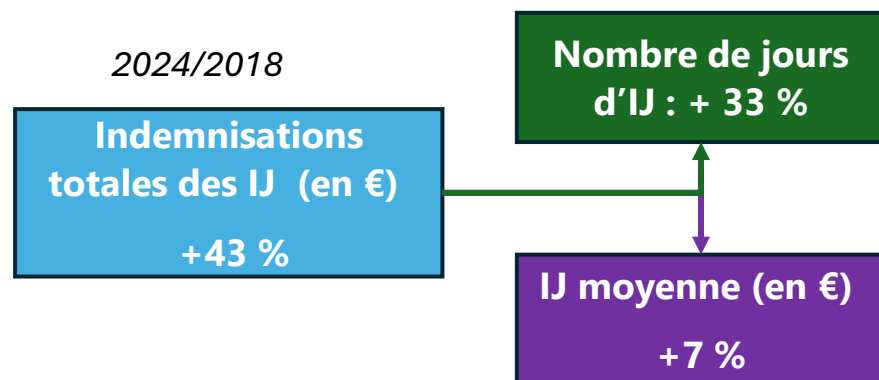 2024/2018
Indemnisations
totales des IJ (en €)
+43 %
Nombre de jours
d’IJ : + 33 %
IJ moyenne (en €)
+7 %